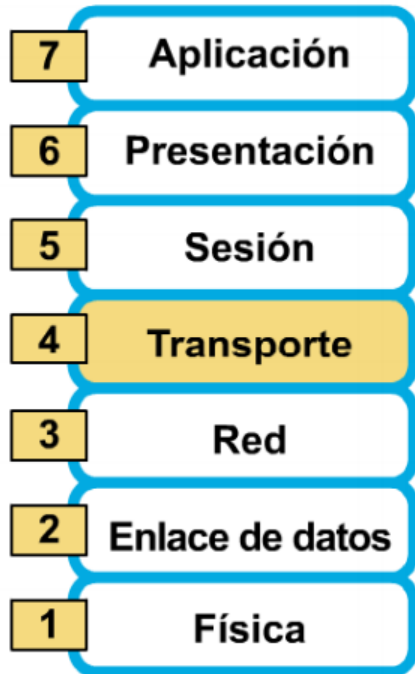 7 Aplicación
6 Presentación
5 Sesión
4 Transporte
3 Red
2 Enlace de datos
1 Física